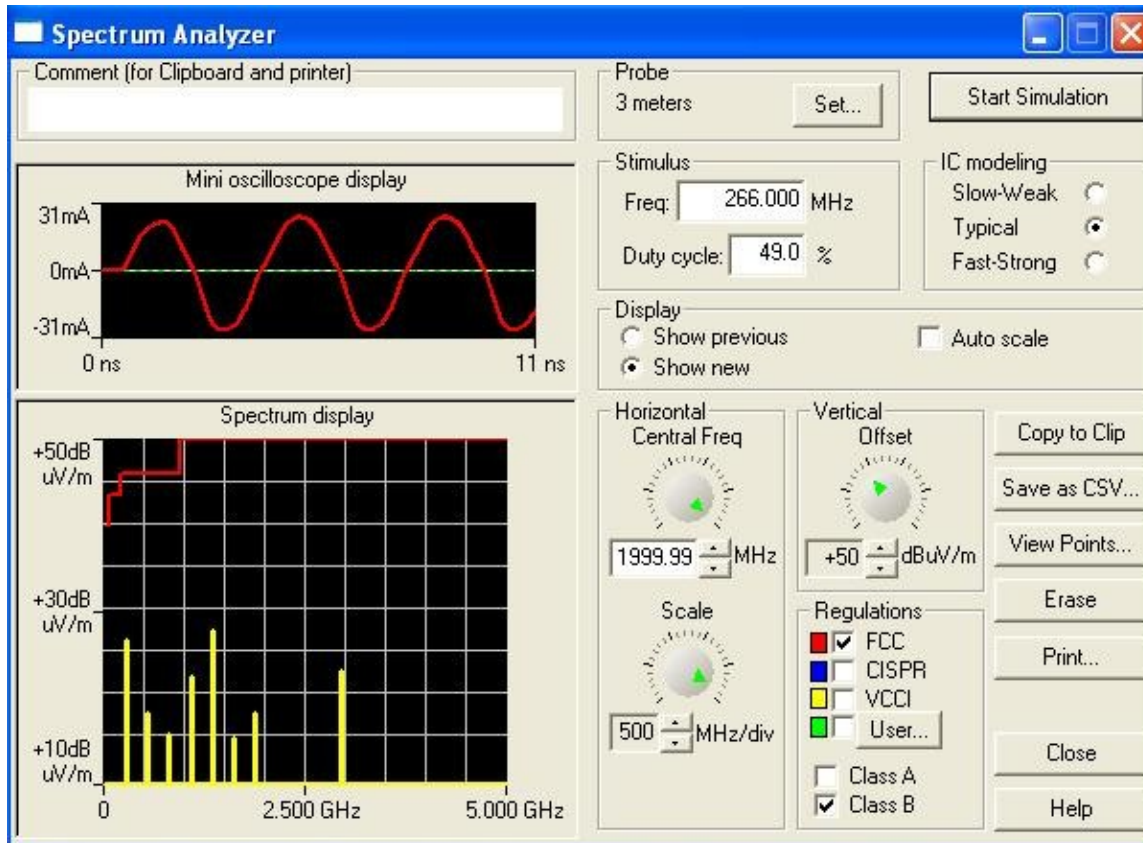 Spectrum Analyzer
Comment (for Clipboard and printer)
Probe
3 meters
Set...
Start Simulation
Mini oscilloscope display
31mA
0mA
-31mA
0 ns
11 ns
Stimulus
Freq: 266.000 MHz
Duty cycle: 49.0 %
IC modeling
Slow-Weak
Typical
Fast-Strong
Display
Show previous
Show new
Auto scale
Spectrum display
+50dB
uV/m
+30dB
uV/m
+10dB
uV/m
0
2.500 GHz
5.000 GHz
Horizontal
Central Freq
1999.99 MHz
Scale
500 MHz/div
Vertical
Offset
+50 dBuV/m
Regulations
FCC
CISPR
VCCI
User...
Class A
Class B
Copy to Clip
Save as CSV...
View Points...
Erase
Print...
Close
Help